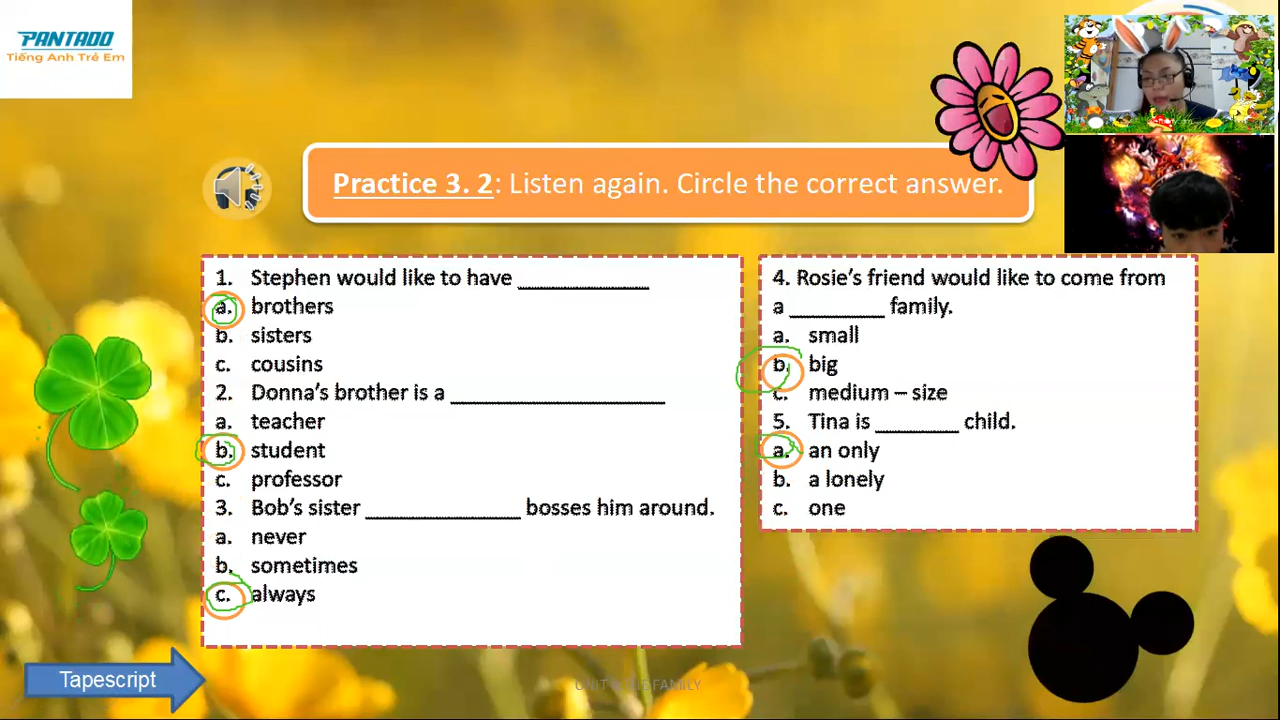 PANTADO
Tiếng Anh Trẻ Em
Practice 3. 2: Listen again. Circle the correct answer.
1. Stephen would like to have ____________
a. brothers
b. sisters
c. cousins
2. Donna’s brother is a ____________________
a. teacher
b. student
c. professor
3. Bob’s sister ______________ bosses him around.
a. never
b. sometimes
c. always
4. Rosie’s friend would like to come from
a _________ family.
a. small
b. big
c. medium – size
5. Tina is ________ child.
a. an only
b. a lonely
c. one
Tapescript
FAMILY